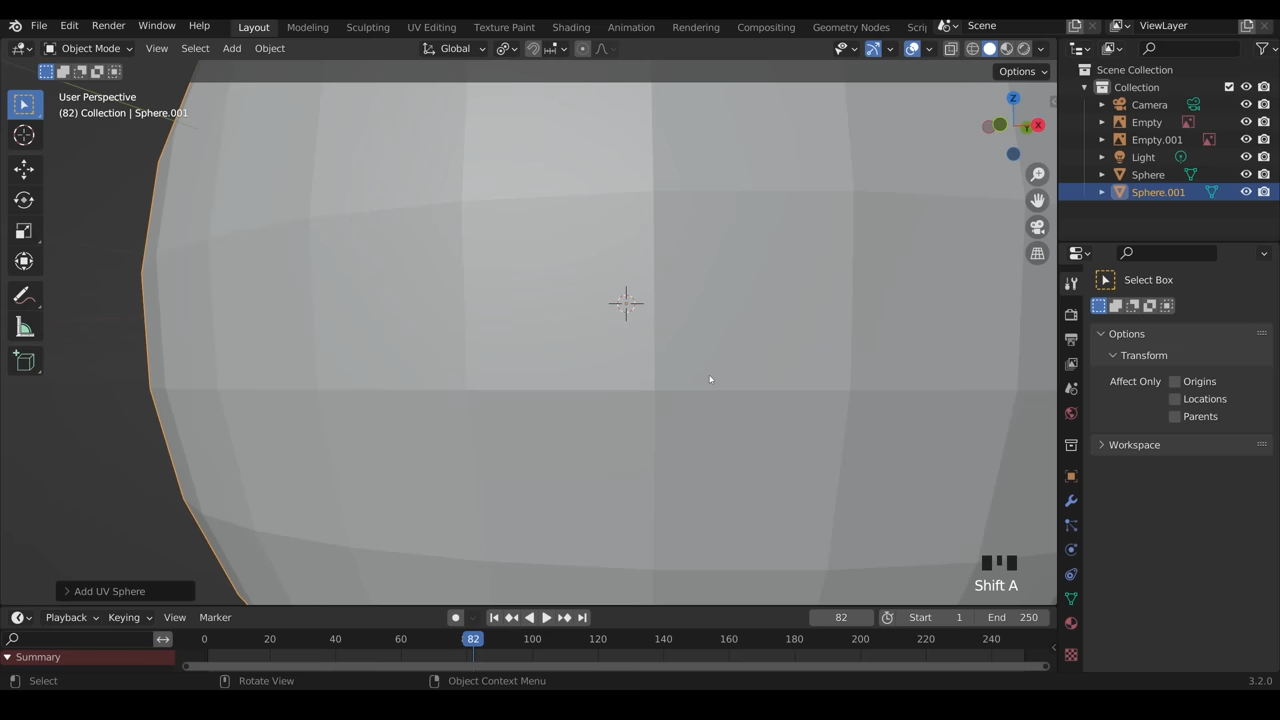 File Edit Render Window Help Layout Modeling Sculpting UV Editing Texture Paint Shading Animation Rendering Compositing Geometry Nodes Scrip Scene ViewLayer
Object Mode View Select Add Object Global
Options
User Perspective
(82) Collection | Sphere.001
Z
X
Y
Add UV Sphere
Shift A
Scene Collection
Collection
Camera
Empty
Empty.001
Light
Sphere
Sphere.001
Select Box
Options
Transform
Affect Only Origins
Locations
Parents
Workspace
Playback Keying View Marker 82 Start 1 End 250
0 20 40 60 82 100 120 140 160 180 200 220 240
Summary
Select Rotate View Object Context Menu 3.2.0